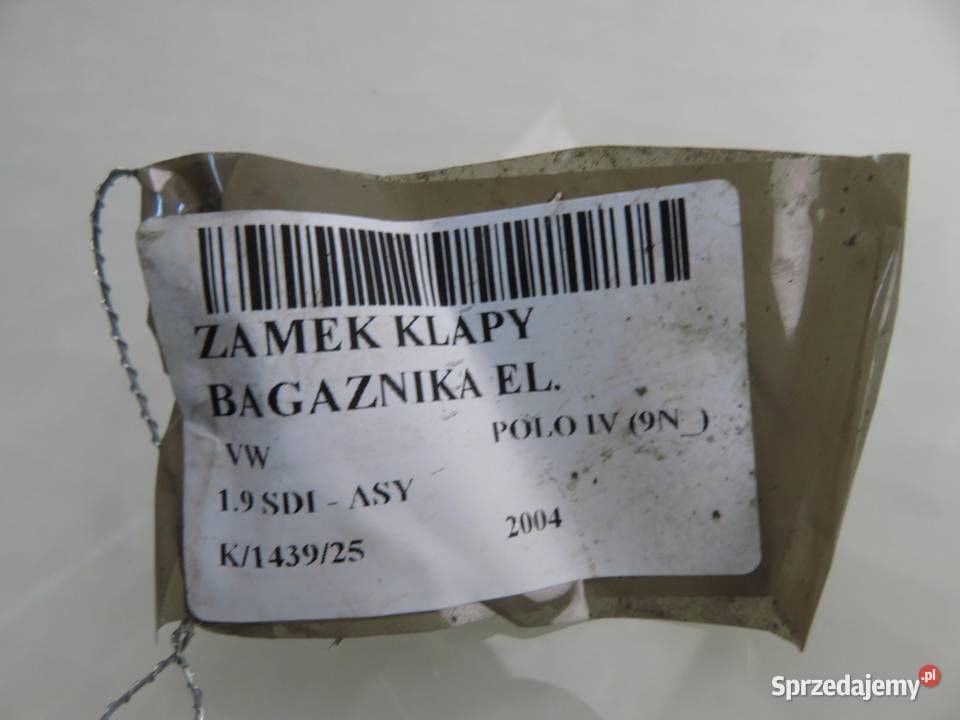 ZAMEK KLAPY
BAGAZNIKA EL.
VW POLO IV (9N_)
1.9 SDI - ASY
K/1439/25 2004
Sprzedajemy.pl